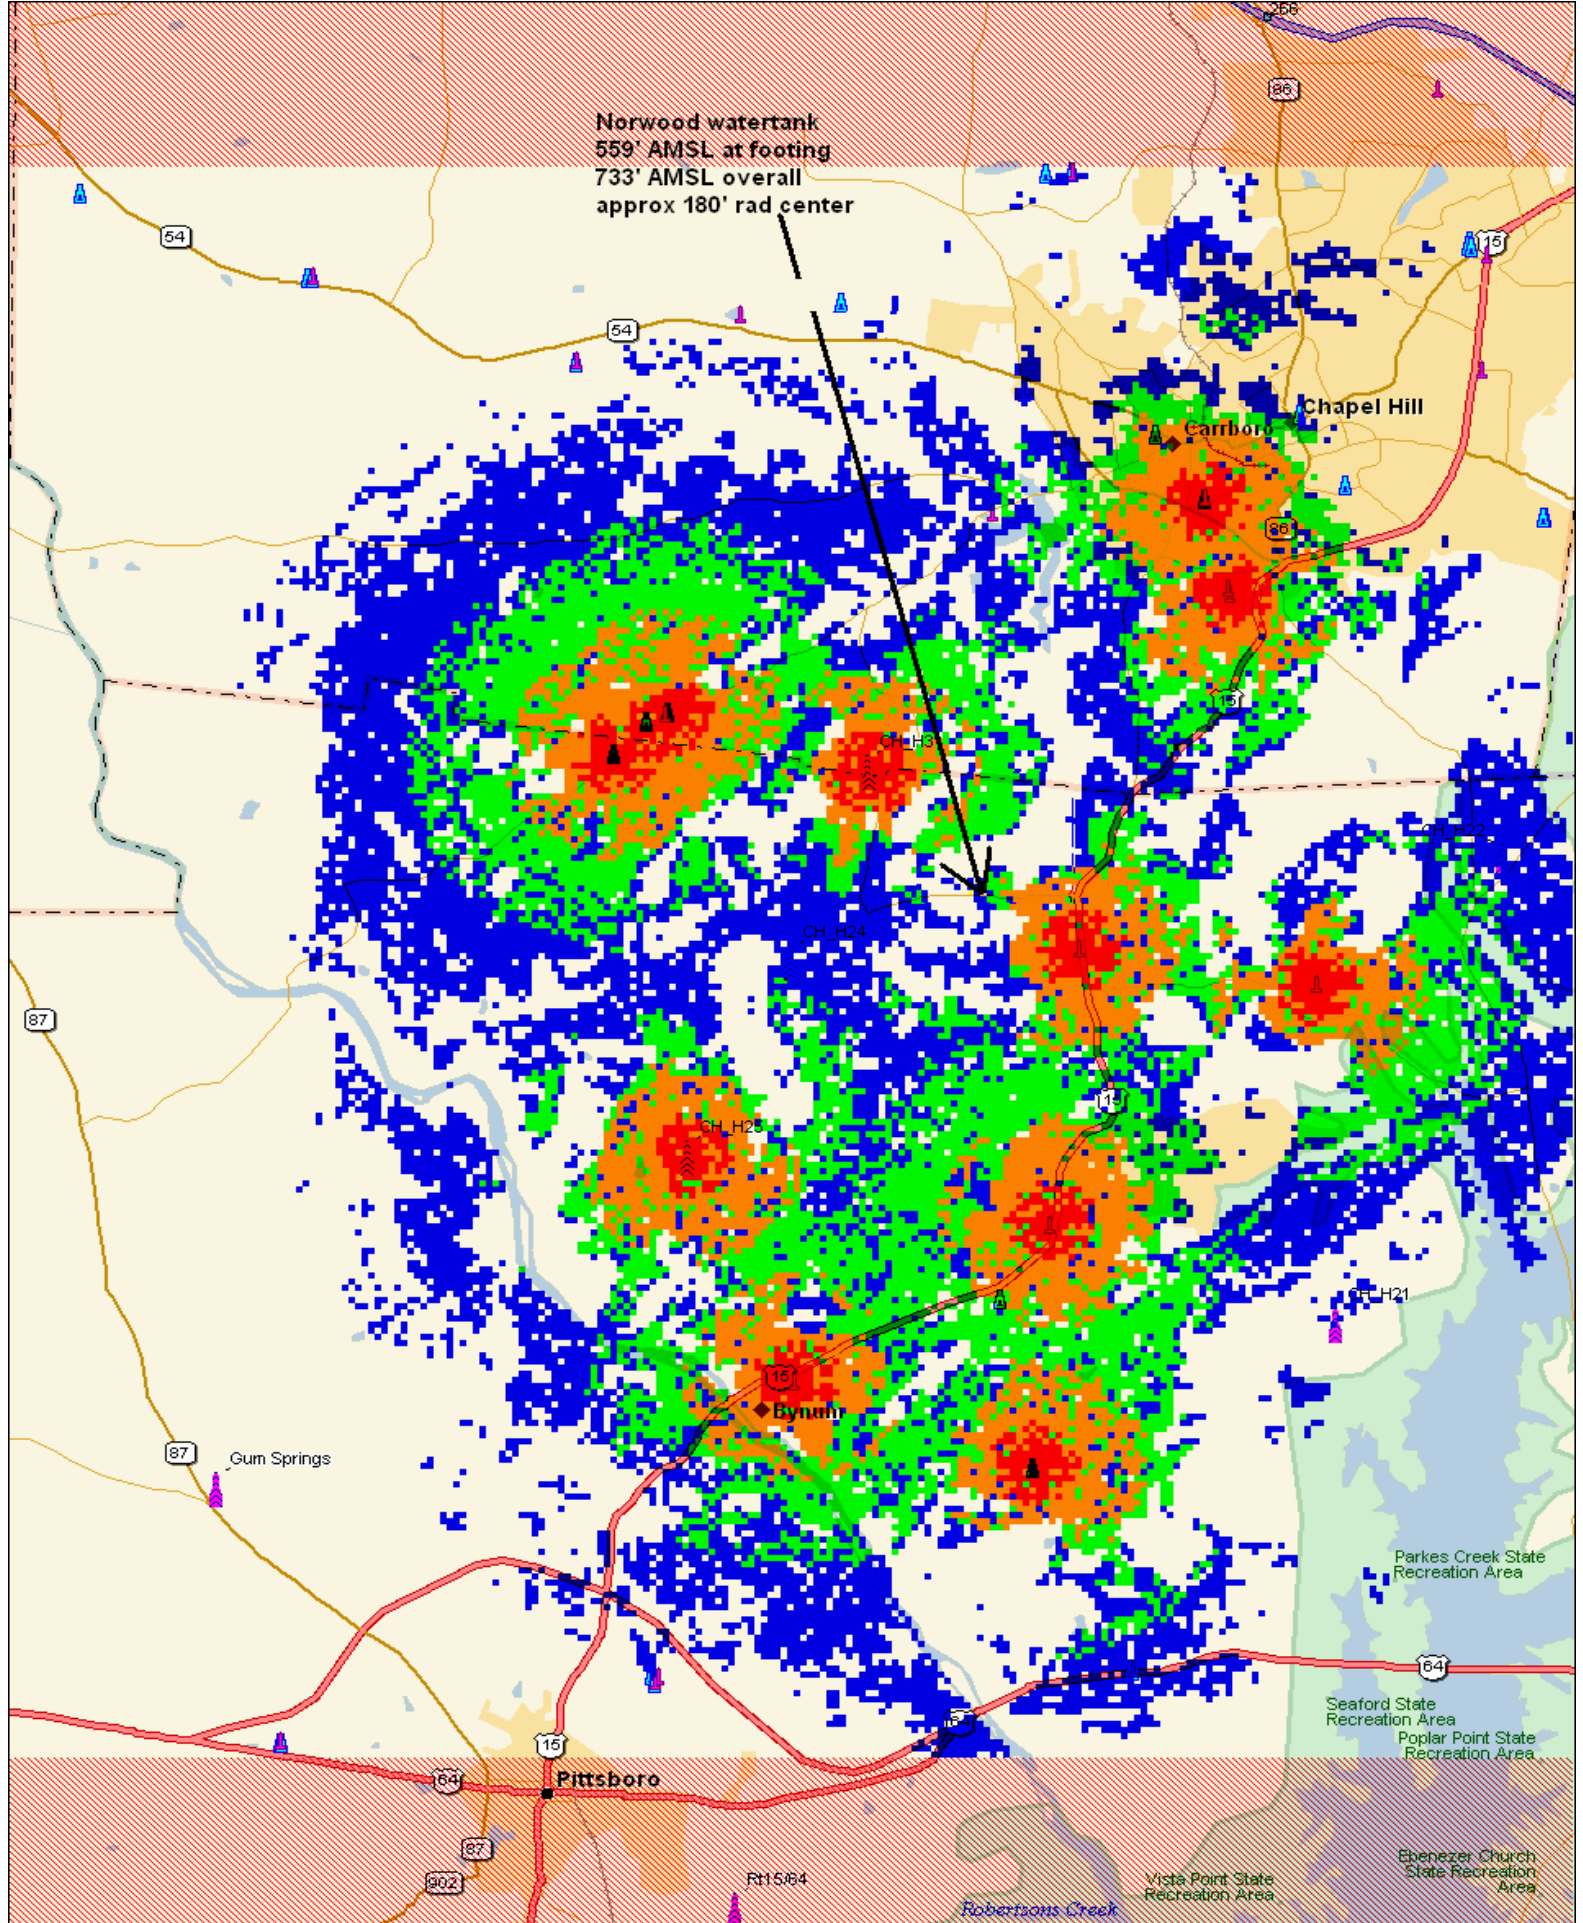 266
86
Norwood watertank
559' AMSL at footing
733' AMSL overall
approx 180' rad center
54
15
54
Chapel Hill
Carrboro
86
15
CH_H3
CH_H22
CH_H24
87
15
CH_H25
CH_H21
15
Bynum
87
Gum Springs
Parkes Creek State
Recreation Area
64
Seaford State
Recreation Area
64
Poplar Point State
Recreation Area
15
64
Pittsboro
87
Ebenezer Church
State Recreation
Area
902
Rt15/64
Vista Point State
Recreation Area
Robertsons Creek